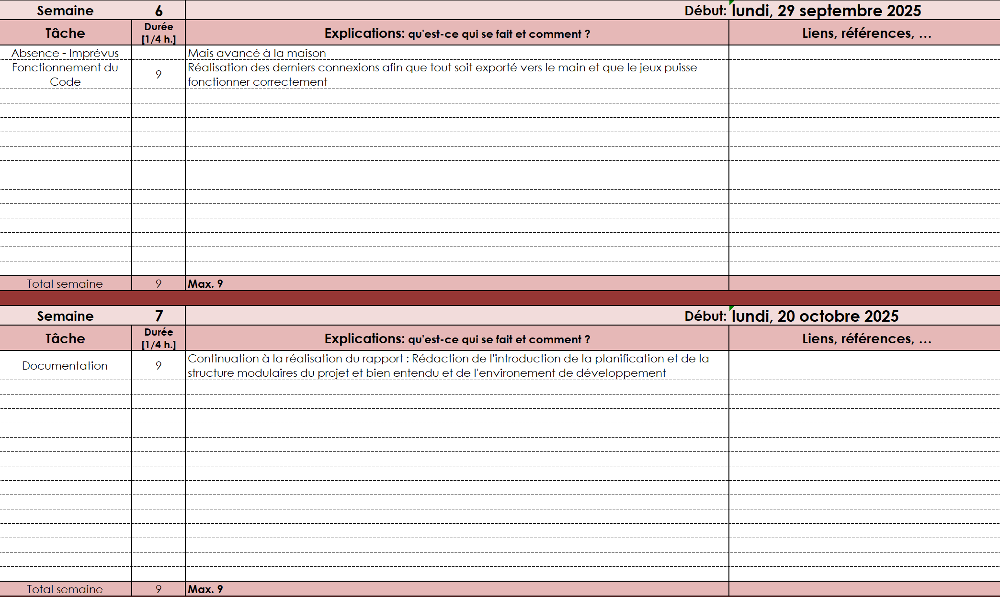 Semaine 6 Début: lundi, 29 septembre 2025
Tâche Durée [1/4 h.] Explications: qu'est-ce qui se fait et comment ? Liens, références, …
Absence - Imprévus Mais avancé à la maison
Fonctionnement du Code 9 Réalisation des derniers connexions afin que tout soit exporté vers le main et que le jeux puisse
fonctionner correctement
Total semaine 9 Max. 9
Semaine 7 Début: lundi, 20 octobre 2025
Tâche Durée [1/4 h.] Explications: qu'est-ce qui se fait et comment ? Liens, références, …
Documentation 9 Continuation à la réalisation du rapport : Rédaction de l'introduction de la planification et de la
structure modulaires du projet et bien entendu et de l'environement de développement
Total semaine 9 Max. 9